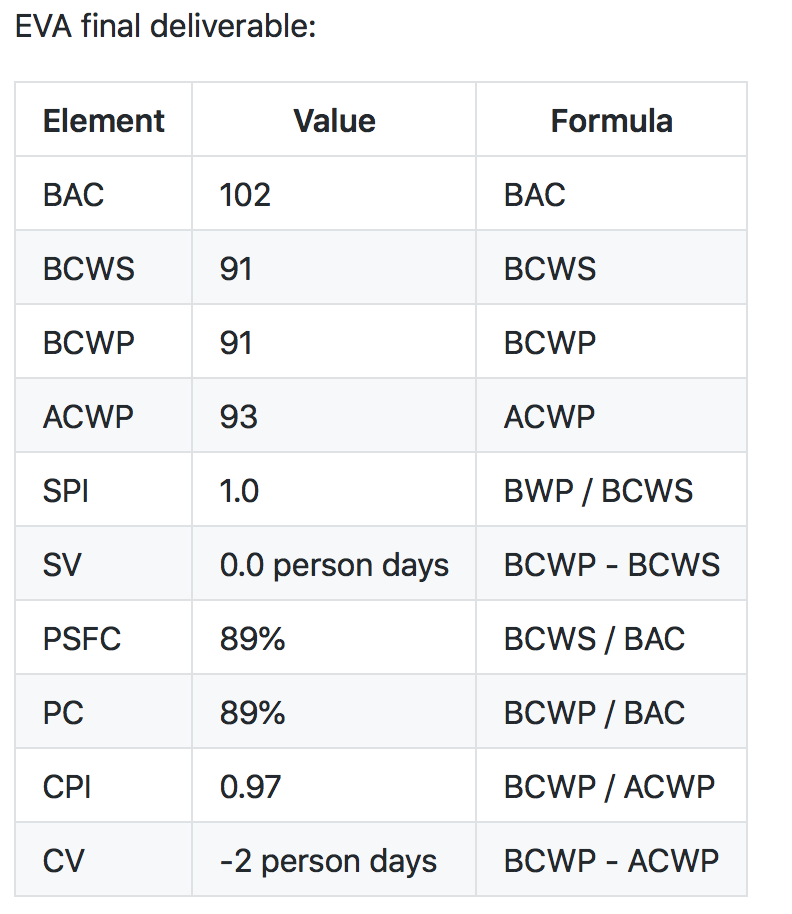 EVA final deliverable:
Element Value Formula
BAC 102 BAC
BCWS 91 BCWS
BCWP 91 BCWP
ACWP 93 ACWP
SPI 1.0 BWP / BCWS
SV 0.0 person days BCWP - BCWS
PSFC 89% BCWS / BAC
PC 89% BCWP / BAC
CPI 0.97 BCWP / ACWP
CV -2 person days BCWP - ACWP